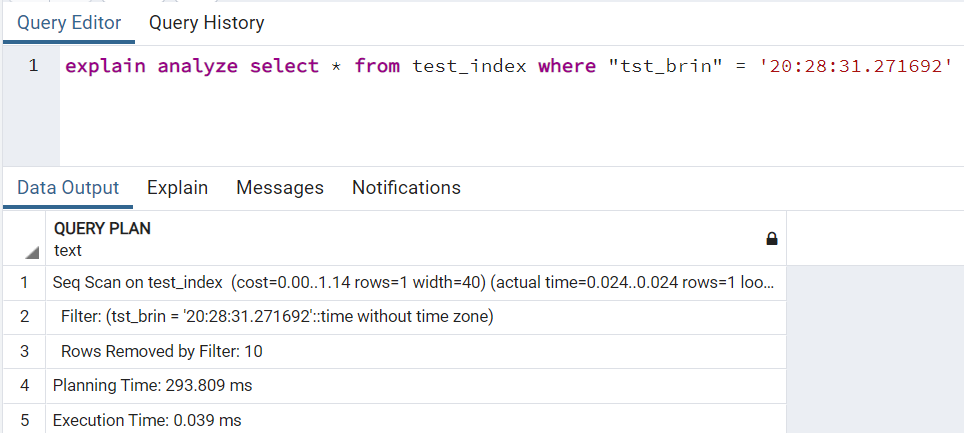 Query Editor Query History
1 explain analyze select * from test_index where "tst_brin" = '20:28:31.271692'
Data Output Explain Messages Notifications
QUERY PLAN
text
1 Seq Scan on test_index (cost=0.00..1.14 rows=1 width=40) (actual time=0.024..0.024 rows=1 loo...
2 Filter: (tst_brin = '20:28:31.271692'::time without time zone)
3 Rows Removed by Filter: 10
4 Planning Time: 293.809 ms
5 Execution Time: 0.039 ms